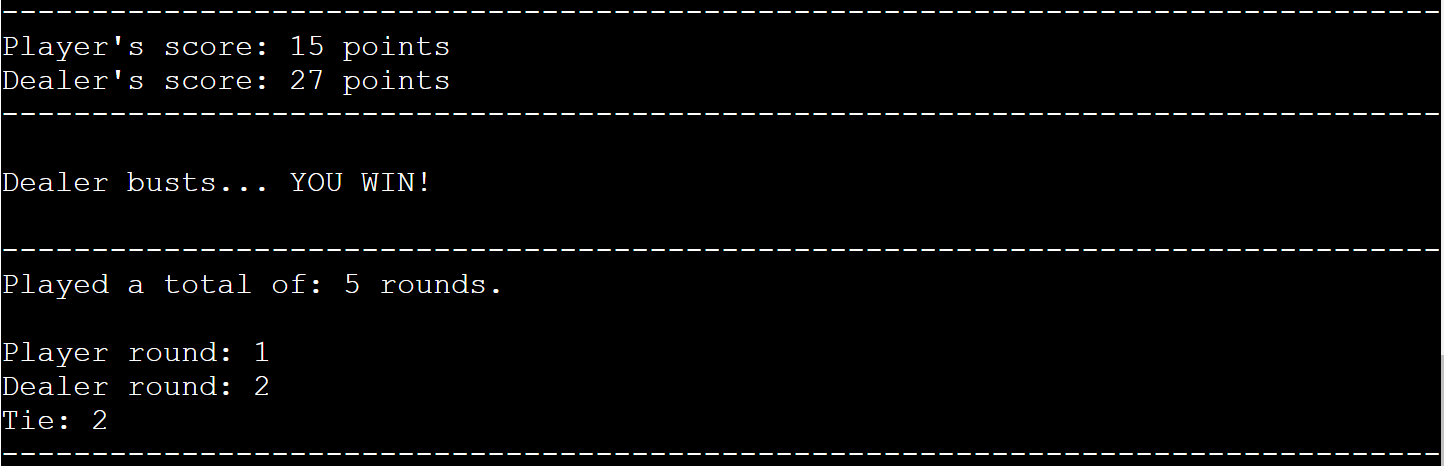 --------------------------------------------------------------------------------
Player's score: 15 points
Dealer's score: 27 points
--------------------------------------------------------------------------------
Dealer busts... YOU WIN!
--------------------------------------------------------------------------------
Played a total of: 5 rounds.
Player round: 1
Dealer round: 2
Tie: 2
--------------------------------------------------------------------------------